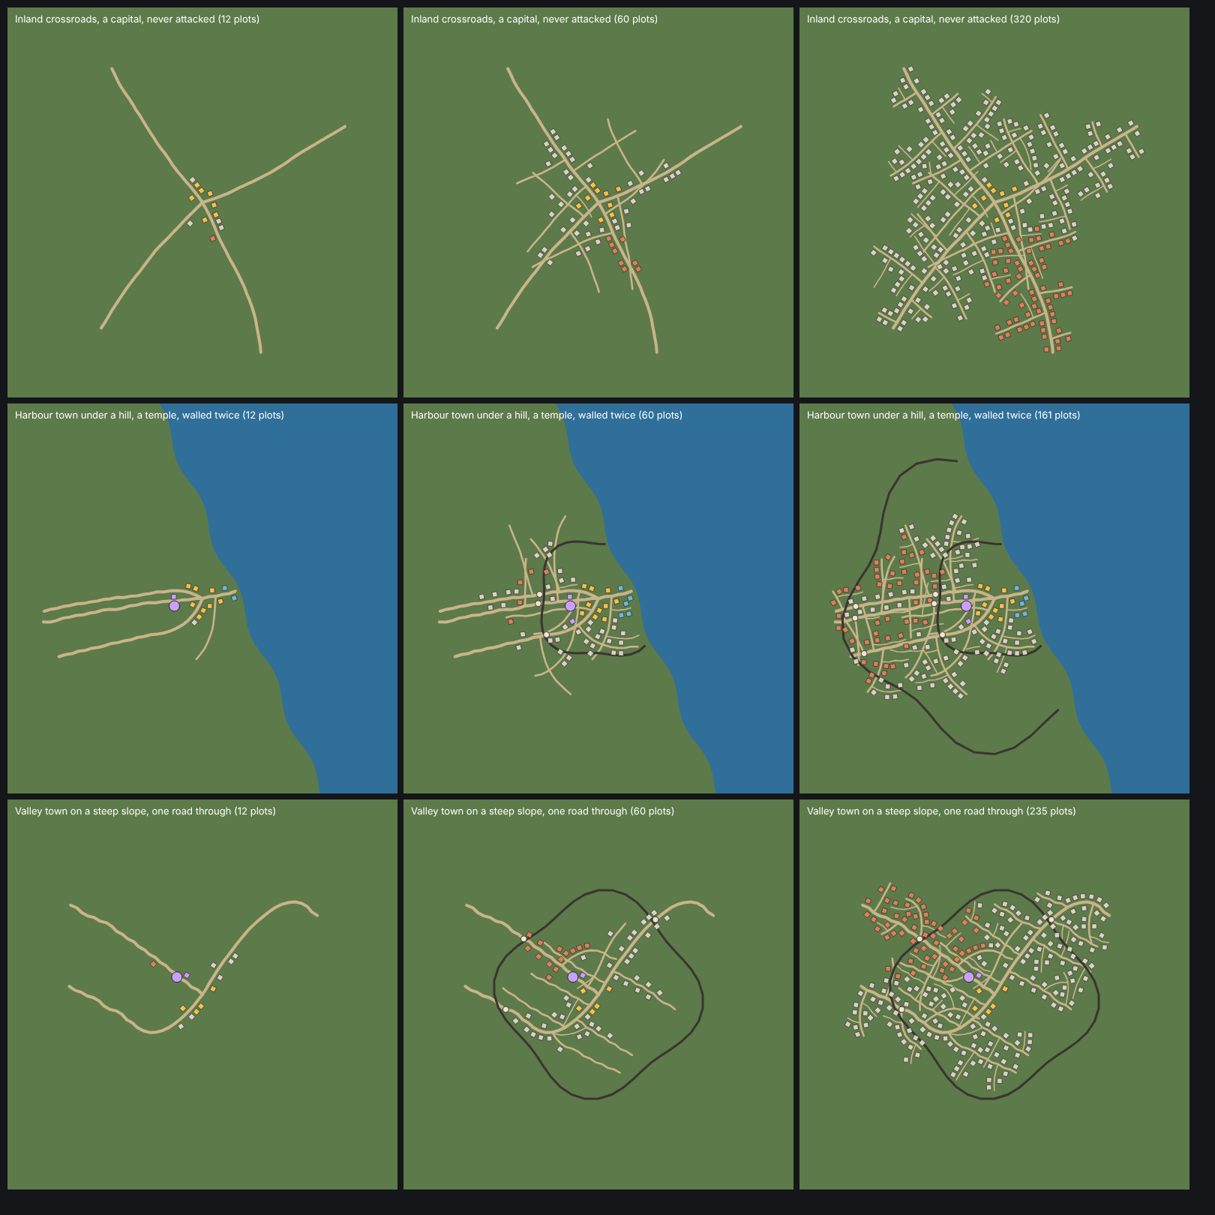 Inland crossroads, a capital, never attacked (12 plots)
Inland crossroads, a capital, never attacked (60 plots)
Inland crossroads, a capital, never attacked (320 plots)
Harbour town under a hill, a temple, walled twice (12 plots)
Harbour town under a hill, a temple, walled twice (60 plots)
Harbour town under a hill, a temple, walled twice (161 plots)
Valley town on a steep slope, one road through (12 plots)
Valley town on a steep slope, one road through (60 plots)
Valley town on a steep slope, one road through (235 plots)